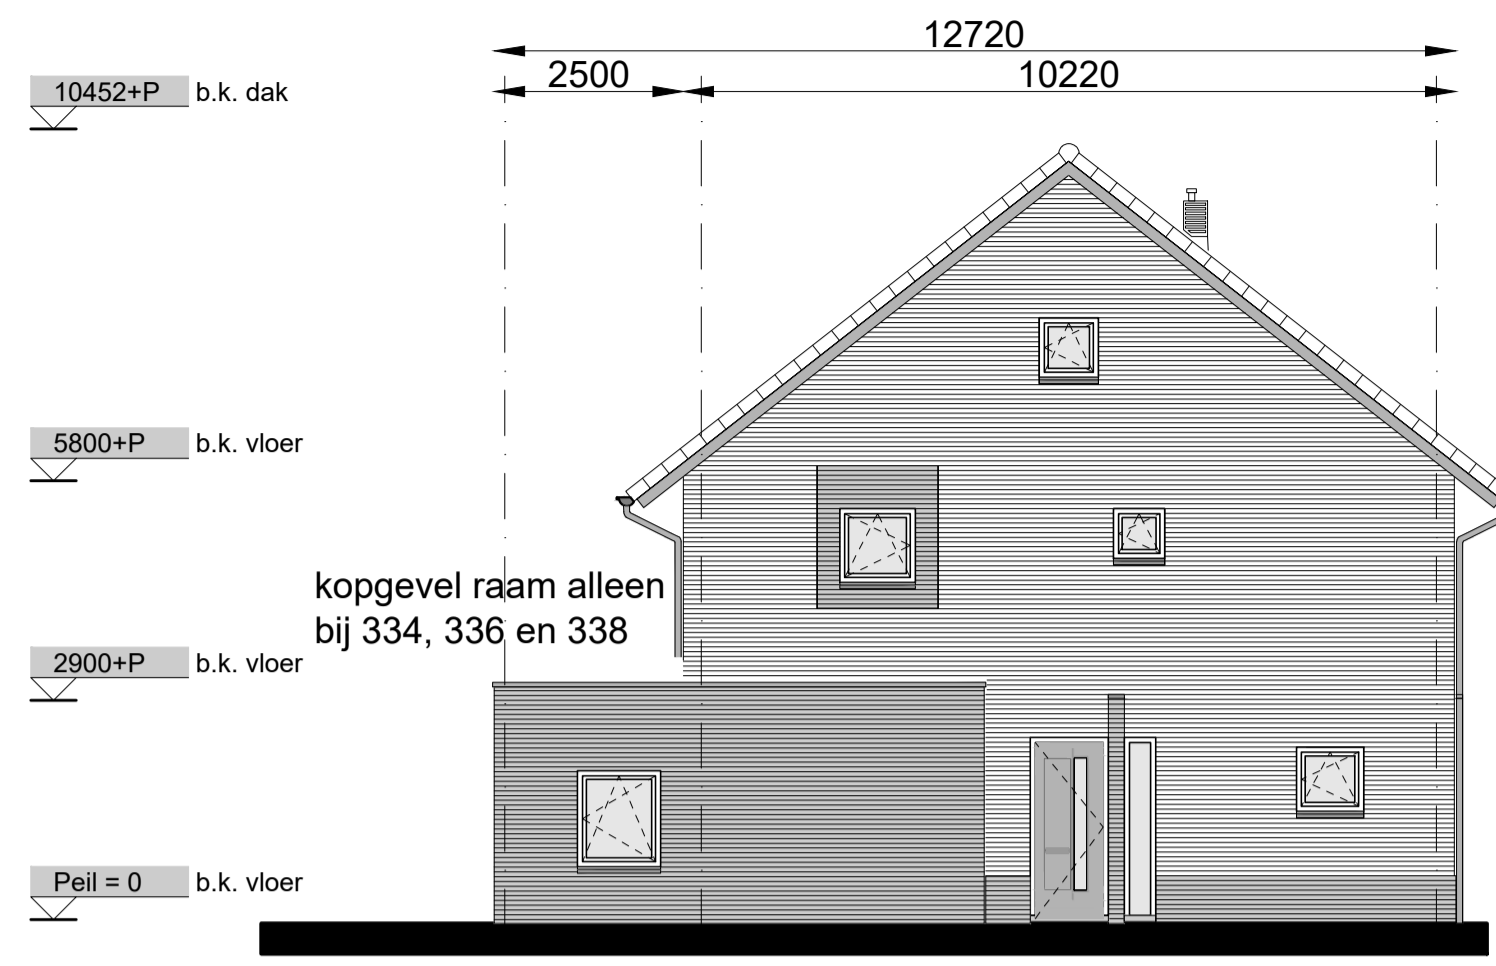 12720
2500 10220
10452+P b.k. dak
5800+P b.k. vloer
kopgevel raam alleen
bij 334, 336 en 338
2900+P b.k. vloer
Peil = 0 b.k. vloer